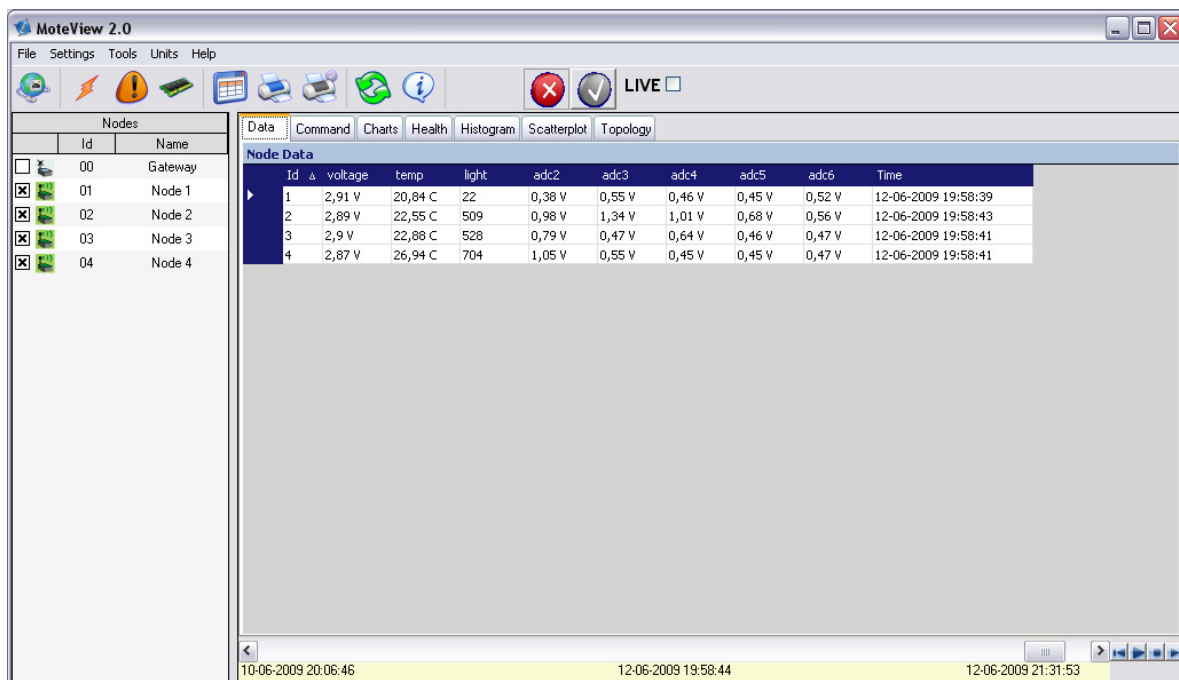 MoteView 2.0
File Settings Tools Units Help
LIVE
Nodes
Id Name
00 Gateway
01 Node 1
02 Node 2
03 Node 3
04 Node 4
Data Command Charts Health Histogram Scatterplot Topology
Node Data
Id voltage temp light adc2 adc3 adc4 adc5 adc6 Time
1 2,91 V 20,84 C 22 0,38 V 0,55 V 0,46 V 0,45 V 0,52 V 12-06-2009 19:58:39
2 2,89 V 22,55 C 509 0,98 V 1,34 V 1,01 V 0,68 V 0,56 V 12-06-2009 19:58:43
3 2,9 V 22,88 C 528 0,79 V 0,47 V 0,64 V 0,46 V 0,47 V 12-06-2009 19:58:41
4 2,87 V 26,94 C 704 1,05 V 0,55 V 0,45 V 0,45 V 0,47 V 12-06-2009 19:58:41
10-06-2009 20:06:46 12-06-2009 19:58:44 12-06-2009 21:31:53